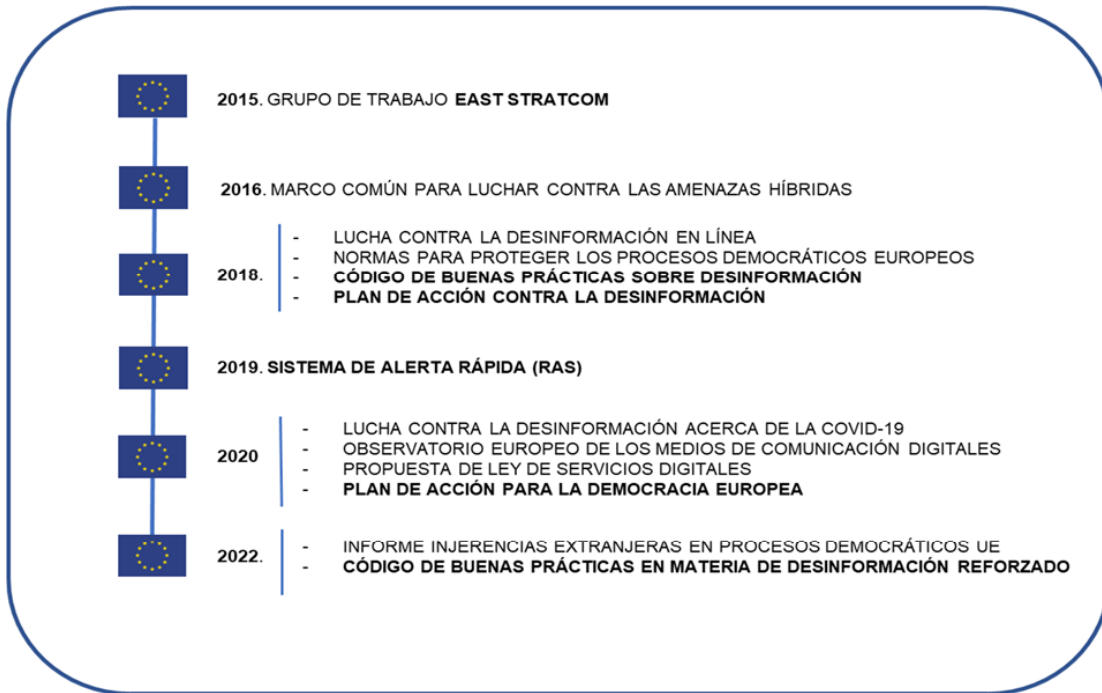 2015. GRUPO DE TRABAJO EAST STRATCOM
2016. MARCO COMÚN PARA LUCHAR CONTRA LAS AMENAZAS HÍBRIDAS
2018.
- LUCHA CONTRA LA DESINFORMACIÓN EN LÍNEA
- NORMAS PARA PROTEGER LOS PROCESOS DEMOCRÁTICOS EUROPEOS
- CÓDIGO DE BUENAS PRÁCTICAS SOBRE DESINFORMACIÓN
- PLAN DE ACCIÓN CONTRA LA DESINFORMACIÓN
2019. SISTEMA DE ALERTA RÁPIDA (RAS)
2020
- LUCHA CONTRA LA DESINFORMACIÓN ACERCA DE LA COVID-19
- OBSERVATORIO EUROPEO DE LOS MEDIOS DE COMUNICACIÓN DIGITALES
- PROPUESTA DE LEY DE SERVICIOS DIGITALES
- PLAN DE ACCIÓN PARA LA DEMOCRACIA EUROPEA
2022.
- INFORME INJERENCIAS EXTRANJERAS EN PROCESOS DEMOCRÁTICOS UE
- CÓDIGO DE BUENAS PRÁCTICAS EN MATERIA DE DESINFORMACIÓN REFORZADO